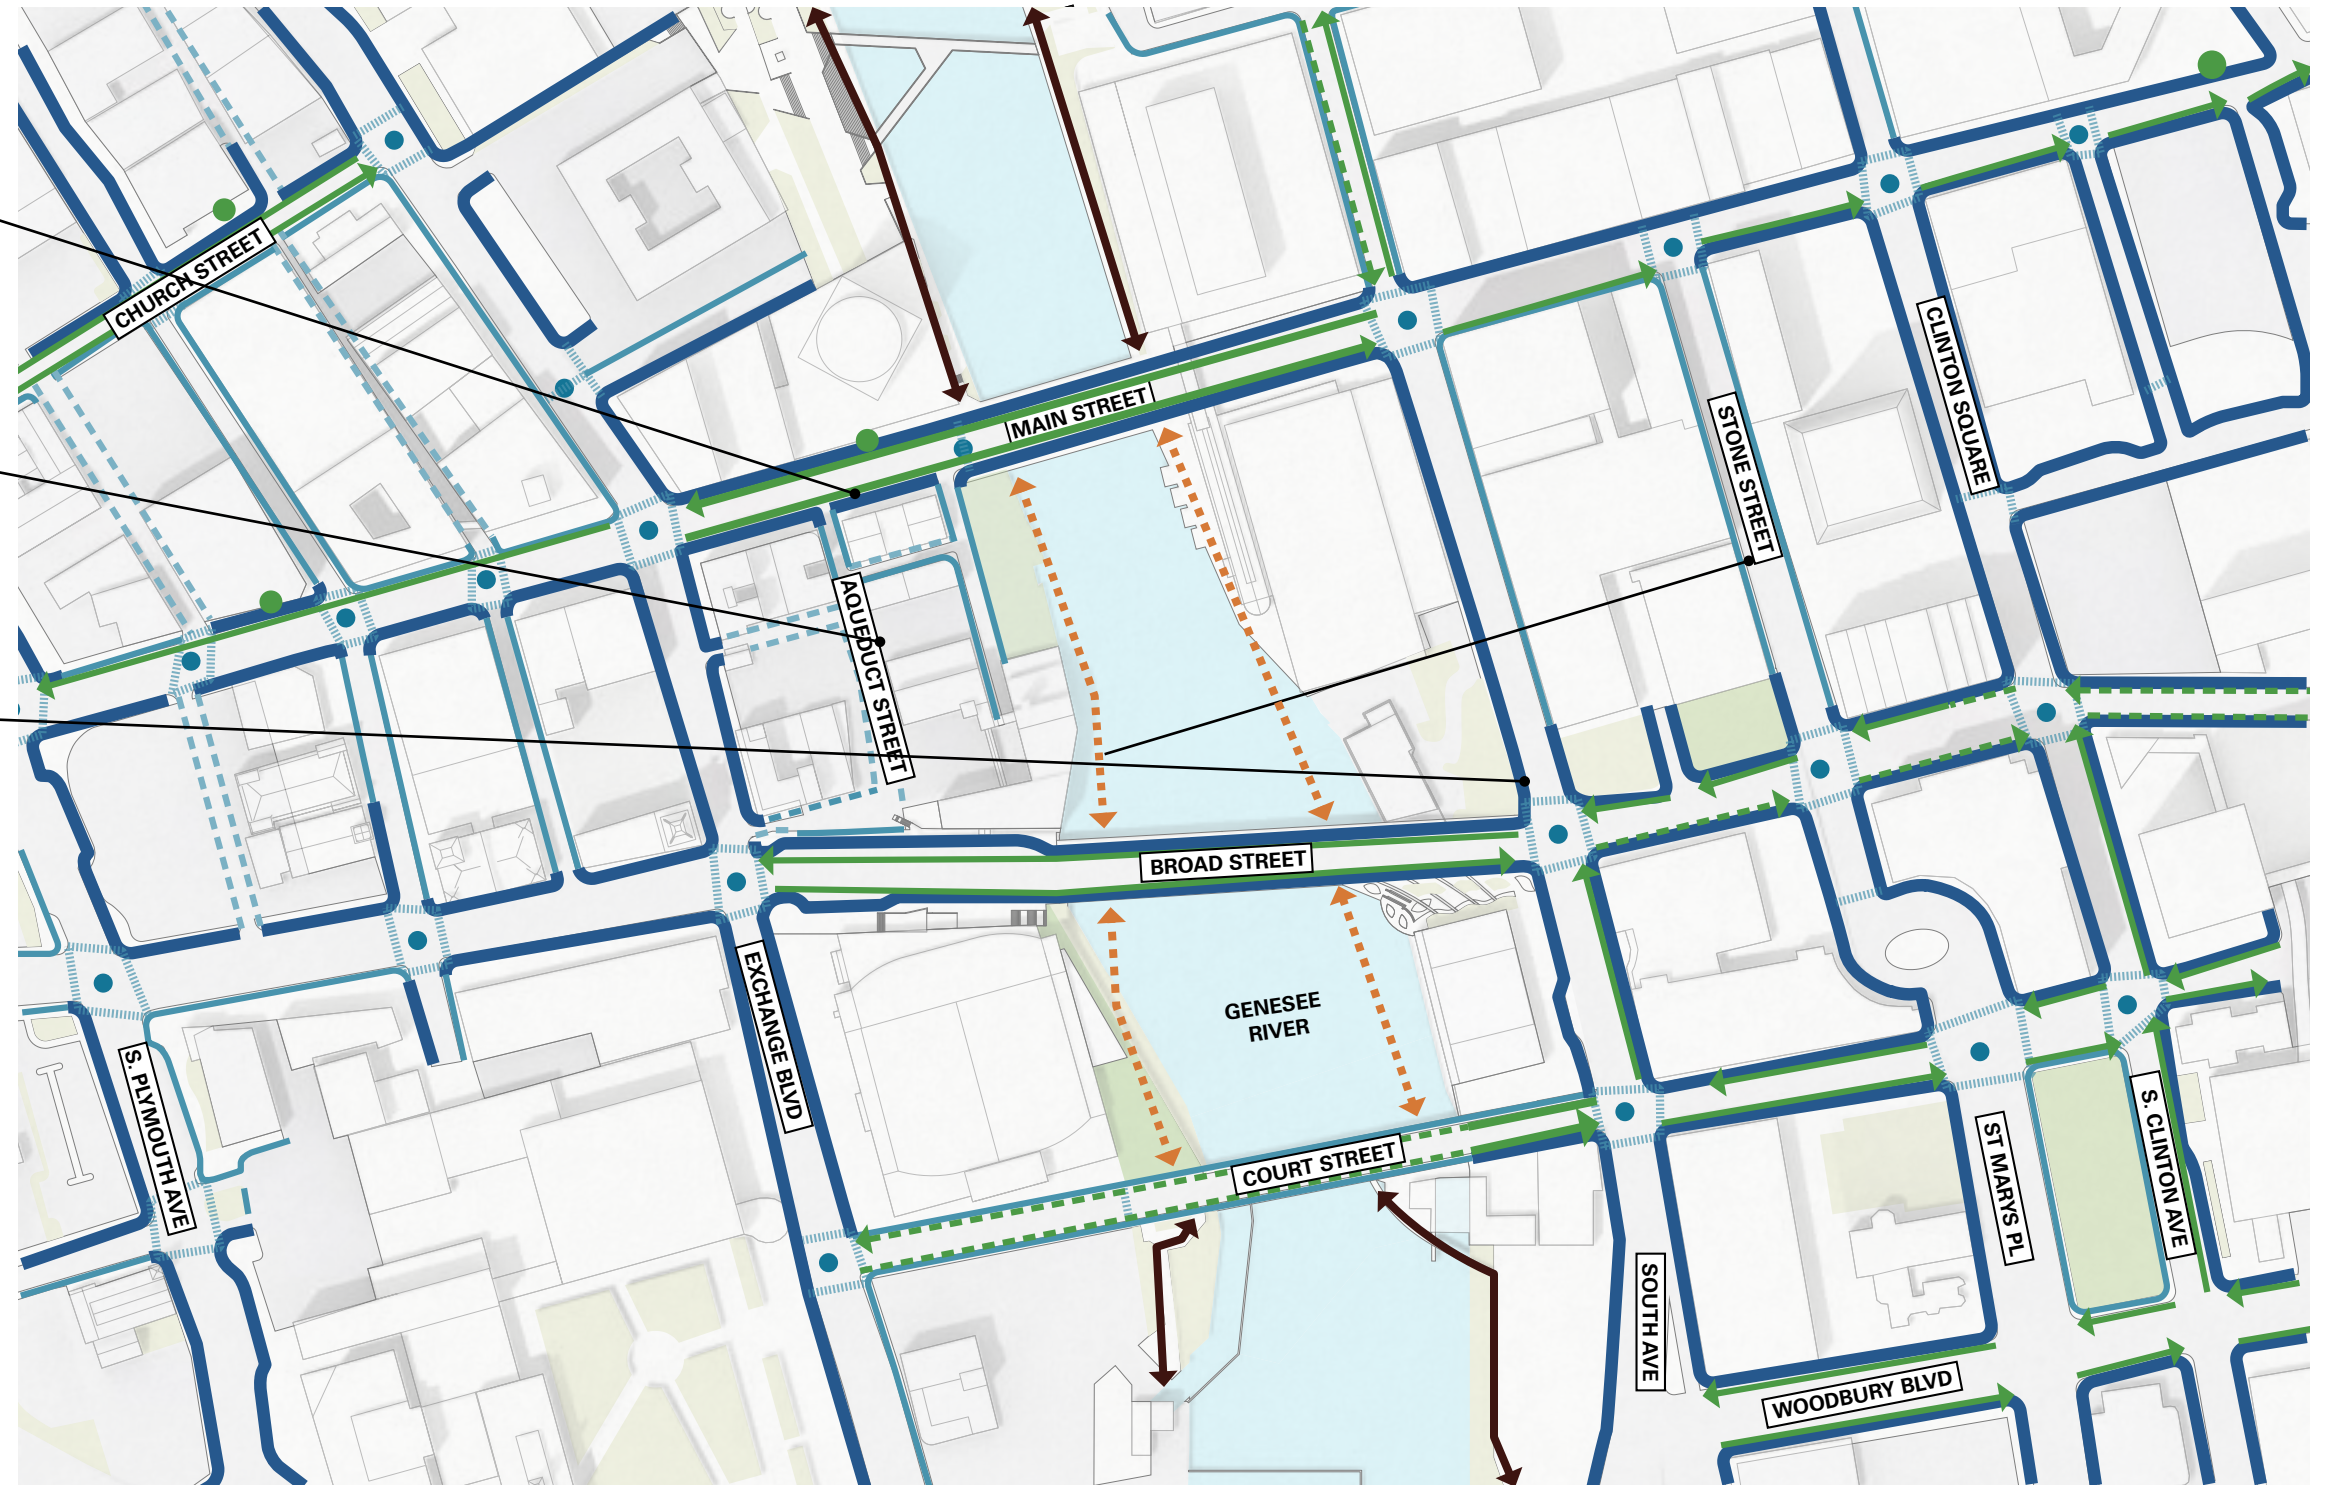 CHURCH STREET
MAIN STREET
CLINTON SQUARE
STONE STREET
AQUEDUCT STREET
BROAD STREET
EXCHANGE BLVD
GENESEE
RIVER
S. PLYMOUTH AVE
COURT STREET
ST MARYS PL
S. CLINTON AVE
SOUTH AVE
WOODBURY BLVD